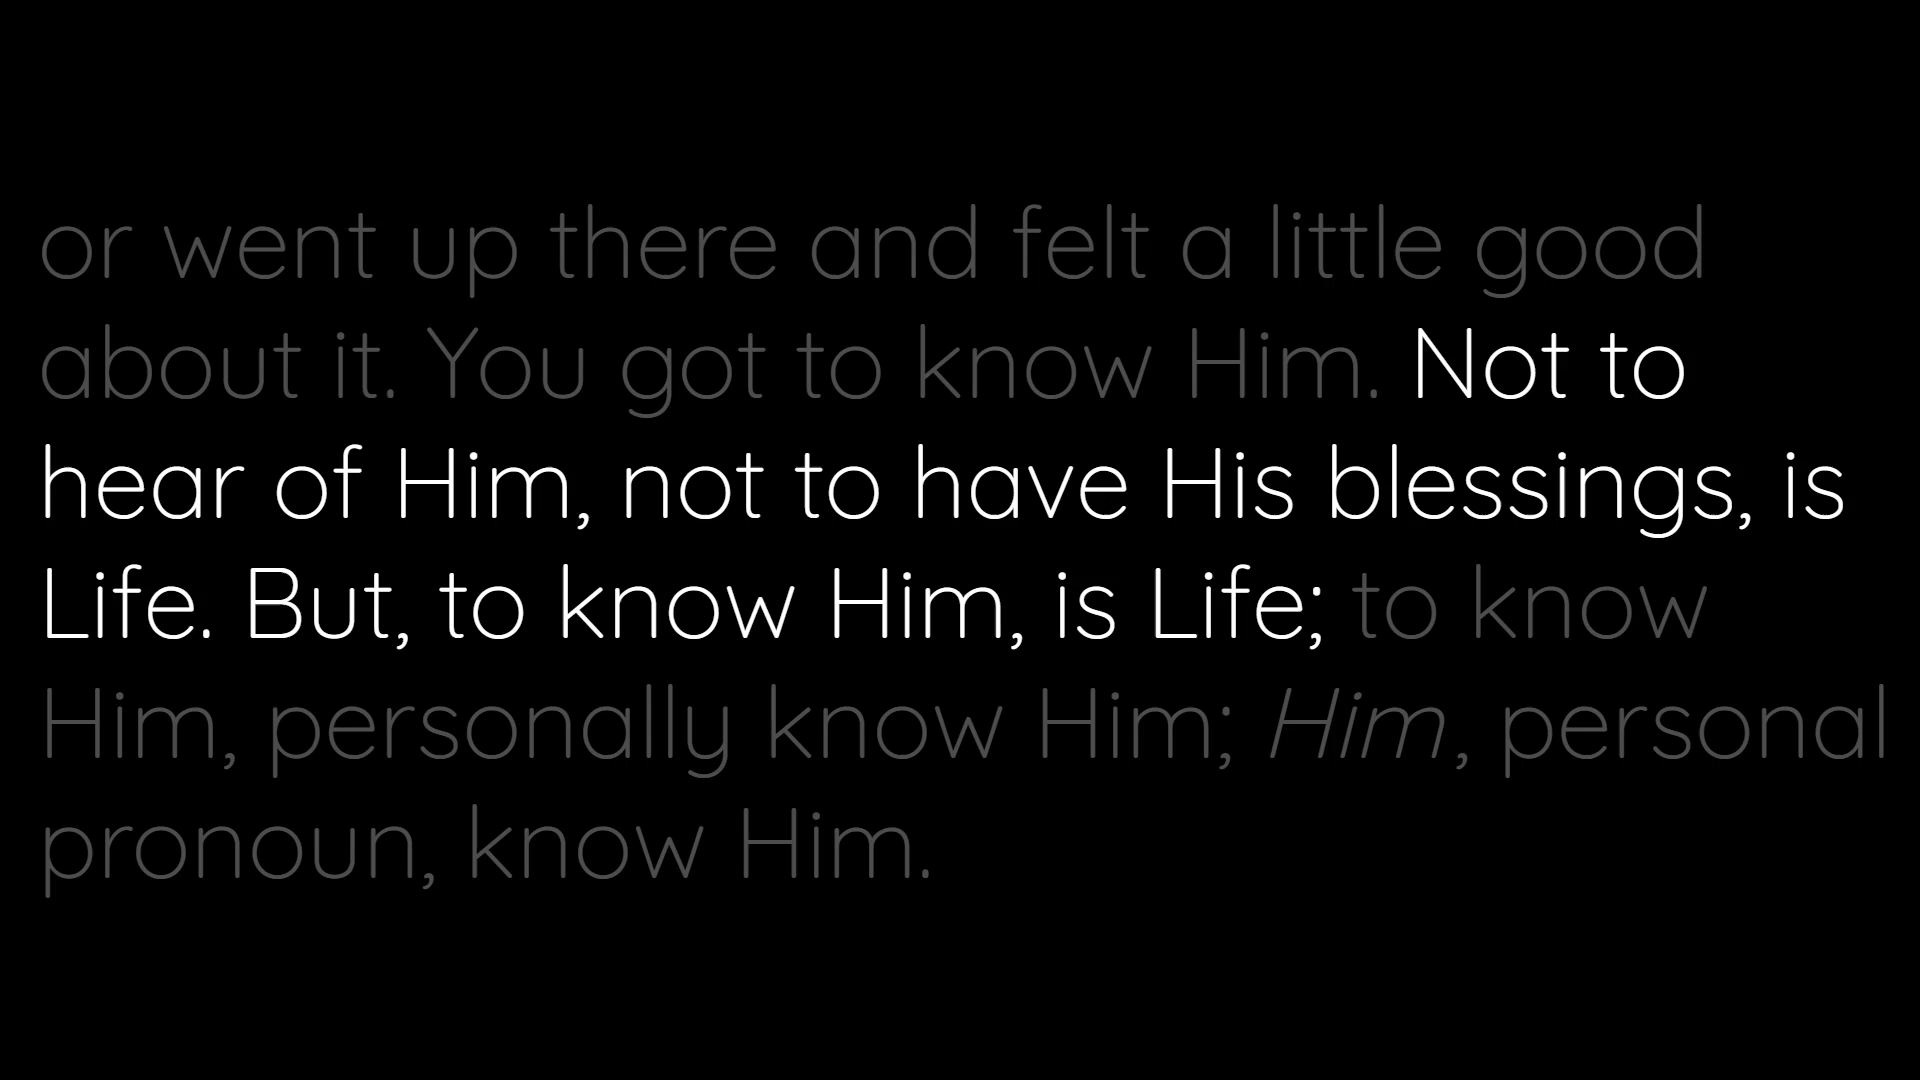 or went up there and felt a little good
about it. You got to know Him. Not to
hear of Him, not to have His blessings, is
Life. But, to know Him, is Life; to know
Him, personally know Him; Him, personal
pronoun, know Him.